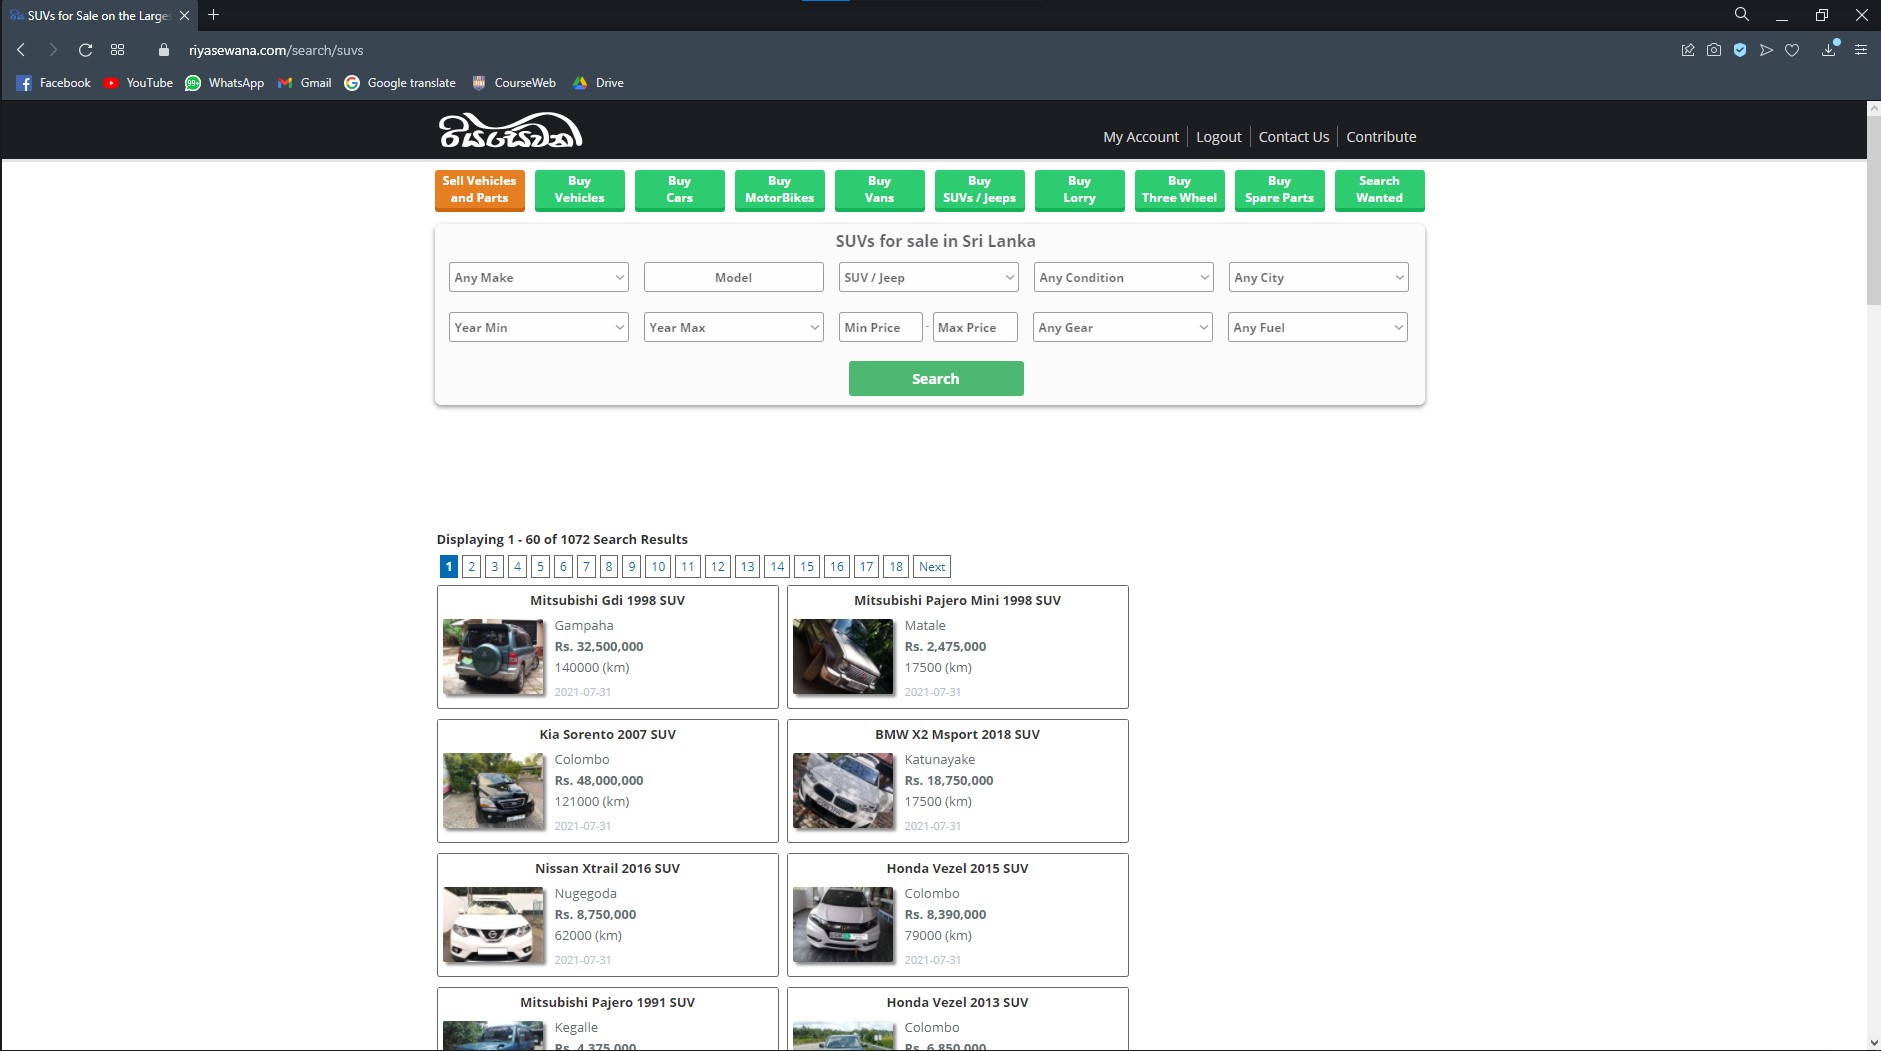 SUVs for Sale on the Large
riyasewana.com/search/suvs
Facebook YouTube WhatsApp Gmail Google translate CourseWeb Drive
රියසෙවන
My Account Logout Contact Us Contribute
Sell Vehicles and Parts
Buy Vehicles
Buy Cars
Buy MotorBikes
Buy Vans
Buy SUVs / Jeeps
Buy Lorry
Buy Three Wheel
Buy Spare Parts
Search Wanted
SUVs for sale in Sri Lanka
Any Make Model SUV / Jeep Any Condition Any City
Year Min Year Max Min Price - Max Price Any Gear Any Fuel
Search
Displaying 1 - 60 of 1072 Search Results
1 2 3 4 5 6 7 8 9 10 11 12 13 14 15 16 17 18 Next
Mitsubishi Gdi 1998 SUV
Gampaha
Rs. 32,500,000
140000 (km)
2021-07-31
Mitsubishi Pajero Mini 1998 SUV
Matale
Rs. 2,475,000
17500 (km)
2021-07-31
Kia Sorento 2007 SUV
Colombo
Rs. 48,000,000
121000 (km)
2021-07-31
BMW X2 Msport 2018 SUV
Katunayake
Rs. 18,750,000
17500 (km)
2021-07-31
Nissan Xtrail 2016 SUV
Nugegoda
Rs. 8,750,000
62000 (km)
2021-07-31
Honda Vezel 2015 SUV
Colombo
Rs. 8,390,000
79000 (km)
2021-07-31
Mitsubishi Pajero 1991 SUV
Kegalle
Rs. 4,375,000
Honda Vezel 2013 SUV
Colombo
Rs. 6,850,000